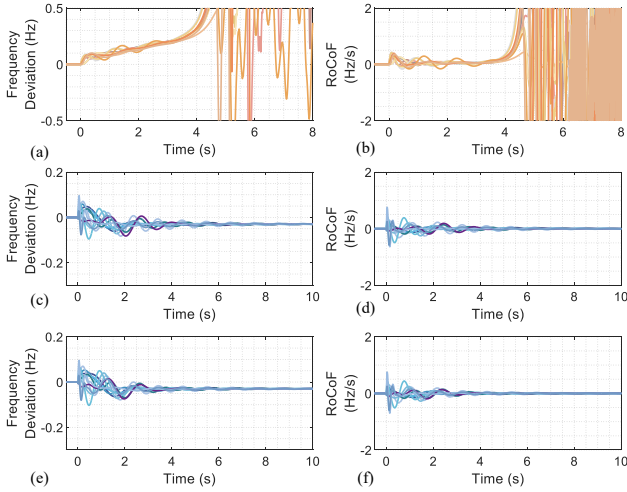 0.5
0
-0.5
Frequency
Deviation (Hz)
0 2 4 6 8
Time (s)
(a)
2
0
-2
RoCoF
(Hz/s)
0 2 4 6 8
Time (s)
(b)
0.2
0
-0.2
Frequency
Deviation (Hz)
0 2 4 6 8 10
Time (s)
(c)
2
0
-2
RoCoF
(Hz/s)
0 2 4 6 8 10
Time (s)
(d)
0.2
0
-0.2
Frequency
Deviation (Hz)
0 2 4 6 8 10
Time (s)
(e)
2
0
-2
RoCoF
(Hz/s)
0 2 4 6 8 10
Time (s)
(f)